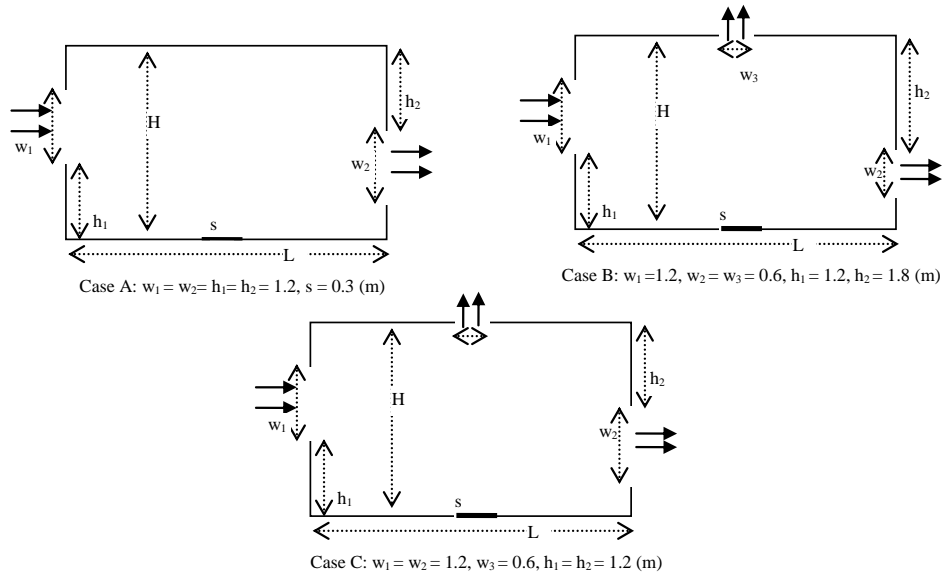 H
h₂
w₁
w₂
h₁
s
L
Case A: w₁ = w₂= h₁= h₂ = 1.2, s = 0.3 (m)
w₃
H
h₂
w₁
w₂
h₁
s
L
Case B: w₁ =1.2, w₂ = w₃ = 0.6, h₁ = 1.2, h₂ = 1.8 (m)
h₂
H
w₁
w₂
h₁
s
L
Case C: w₁ = w₂ = 1.2, w₃ = 0.6, h₁ = h₂ = 1.2 (m)